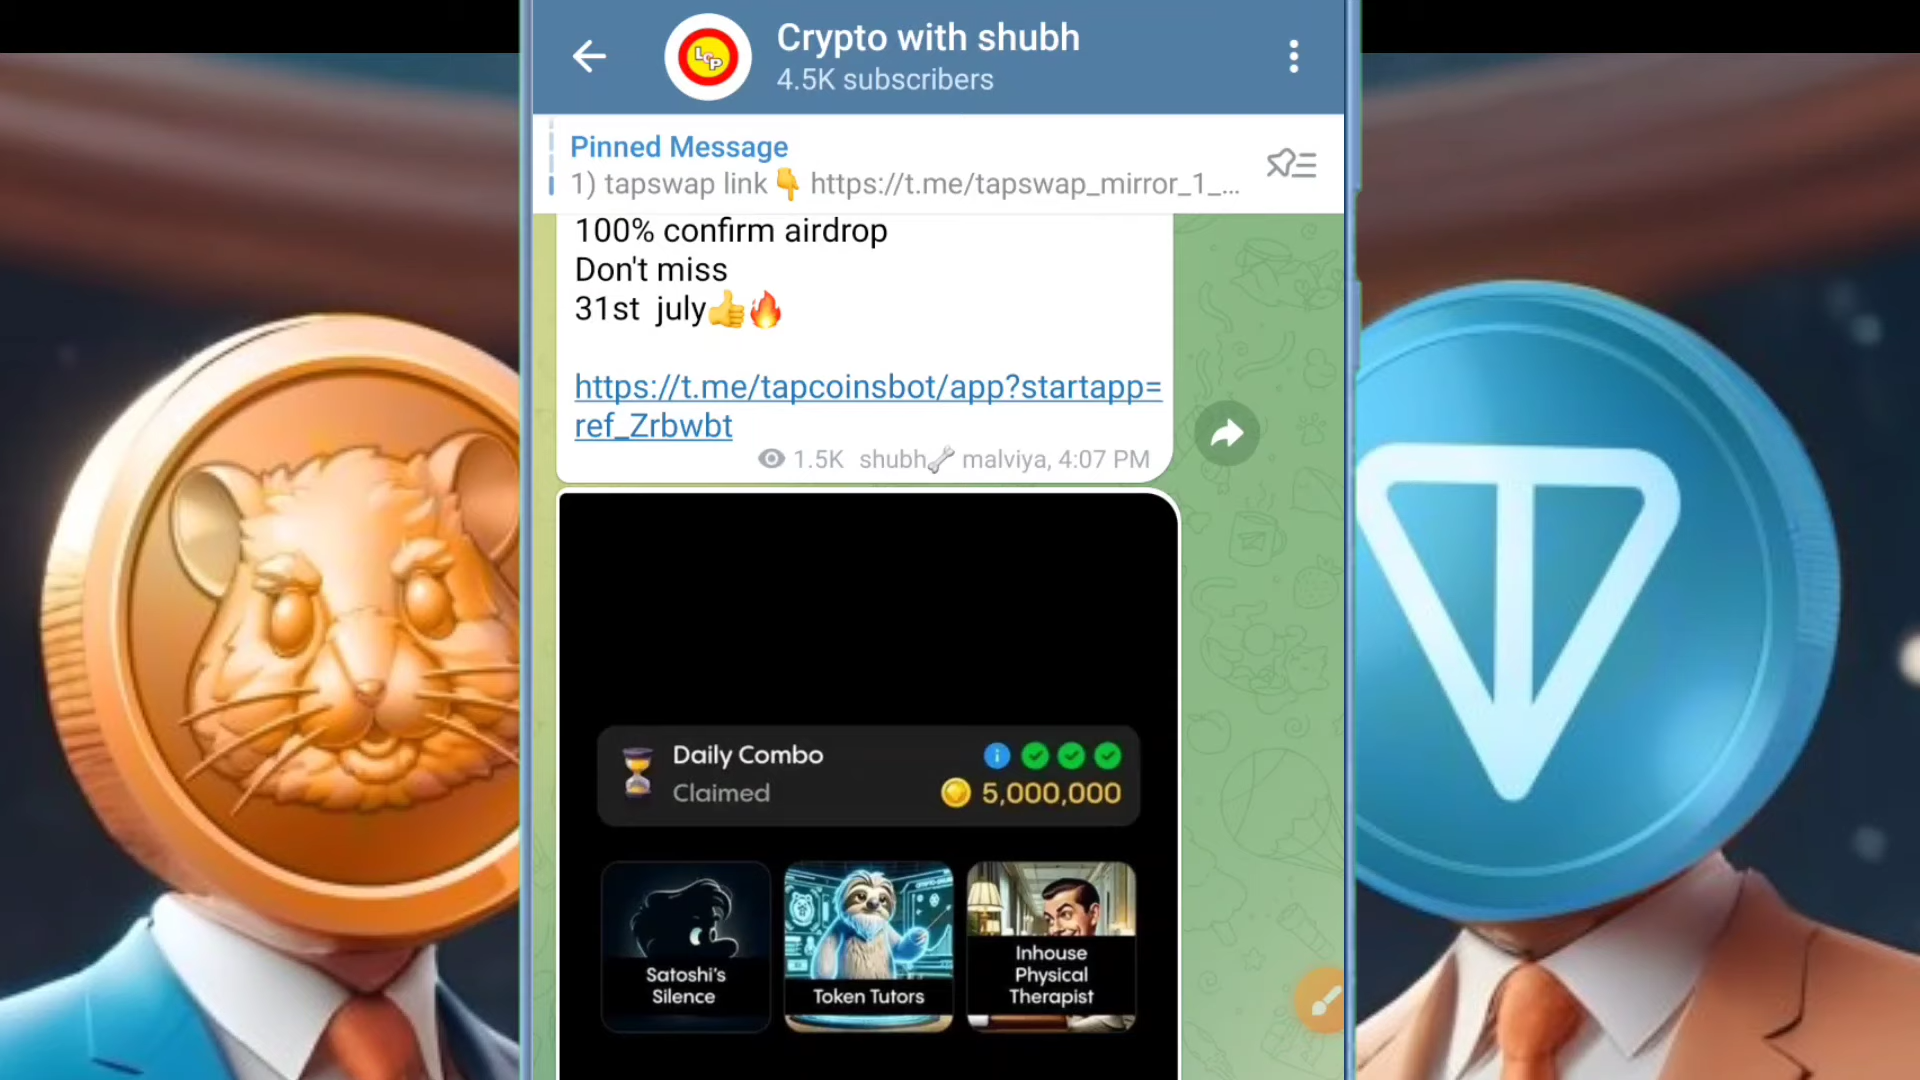 Crypto with shubh
4.5K subscribers
LCP
Pinned Message
1) tapswap link👇 https://t.me/tapswap_mirror_1_...
100% confirm airdrop
Don't miss
31st july👍🔥
https://t.me/tapcoinsbot/app?startapp=
ref_Zrbwbt
1.5K shubh🦯 malviya, 4:07 PM
Daily Combo
Claimed
5,000,000
Satoshi's
Silence
Token Tutors
Inhouse
Physical
Therapist